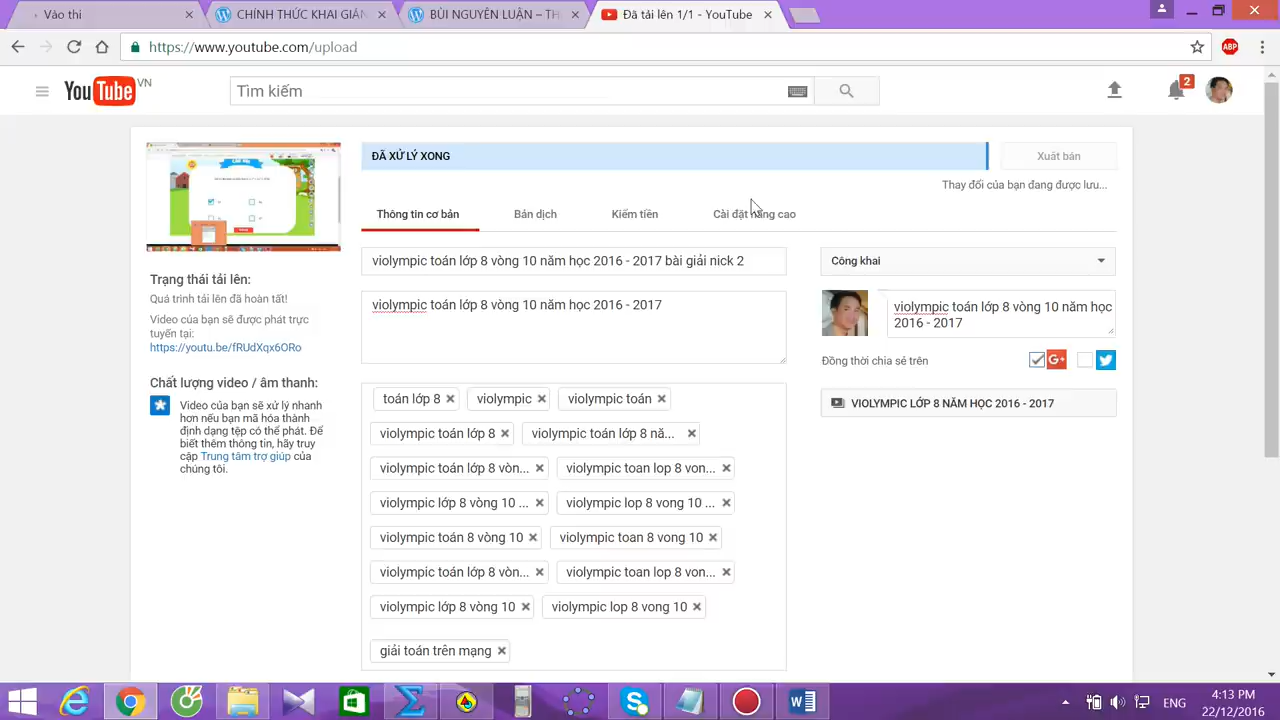 Vào thi
CHÍNH THỨC KHAI GIẢN
BÙI NGUYÊN LUẬN – TH
Đã tải lên 1/1 - YouTube
https://www.youtube.com/upload
ABP
YouTube VN
Tìm kiếm
2
ĐÃ XỬ LÝ XONG
Xuất bản
Thay đổi của bạn đang được lưu...
Thông tin cơ bản
Bản dịch
Kiếm tiền
Cài đặt nâng cao
violympic toán lớp 8 vòng 10 năm học 2016 - 2017 bài giải nick 2
Công khai
violympic toán lớp 8 vòng 10 năm học 2016 - 2017
violympic toán lớp 8 vòng 10 năm học
2016 - 2017
Đồng thời chia sẻ trên
G+
VIOLYMPIC LỚP 8 NĂM HỌC 2016 - 2017
Trạng thái tải lên:
Quá trình tải lên đã hoàn tất!
Video của bạn sẽ được phát trực
tuyến tại:
https://youtu.be/fRUdXqx6ORo
Chất lượng video / âm thanh:
Video của bạn sẽ xử lý nhanh
hơn nếu bạn mã hóa thành
định dạng tệp có thể phát. Để
biết thêm thông tin, hãy truy
cập Trung tâm trợ giúp của
chúng tôi.
toán lớp 8
violympic
violympic toán
violympic toán lớp 8
violympic toán lớp 8 nă...
violympic toán lớp 8 vòn...
violympic toan lop 8 von...
violympic lớp 8 vòng 10 ...
violympic lop 8 vong 10 ...
violympic toán 8 vòng 10
violympic toan 8 vong 10
violympic toán lớp 8 vòn...
violympic toan lop 8 von...
violympic lớp 8 vòng 10
violympic lop 8 vong 10
giải toán trên mạng
ENG
4:13 PM
22/12/2016